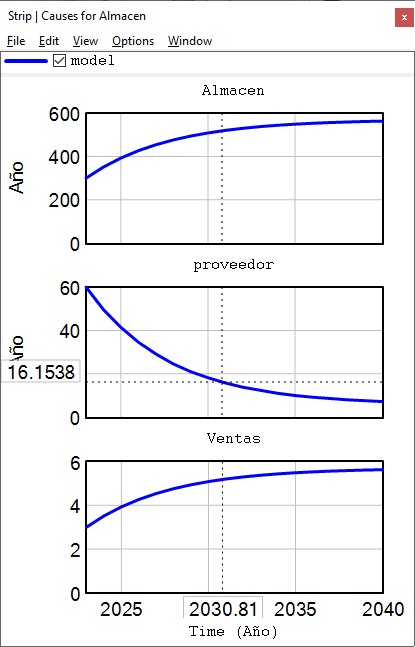 Strip | Causes for Almacen
x
File Edit View Options Window
model
Almacen
600
400
200
0
Año
proveedor
60
40
16.1538
0
Año
Ventas
6
4
2
0
2025 2030.81 2035 2040
Time (Año)